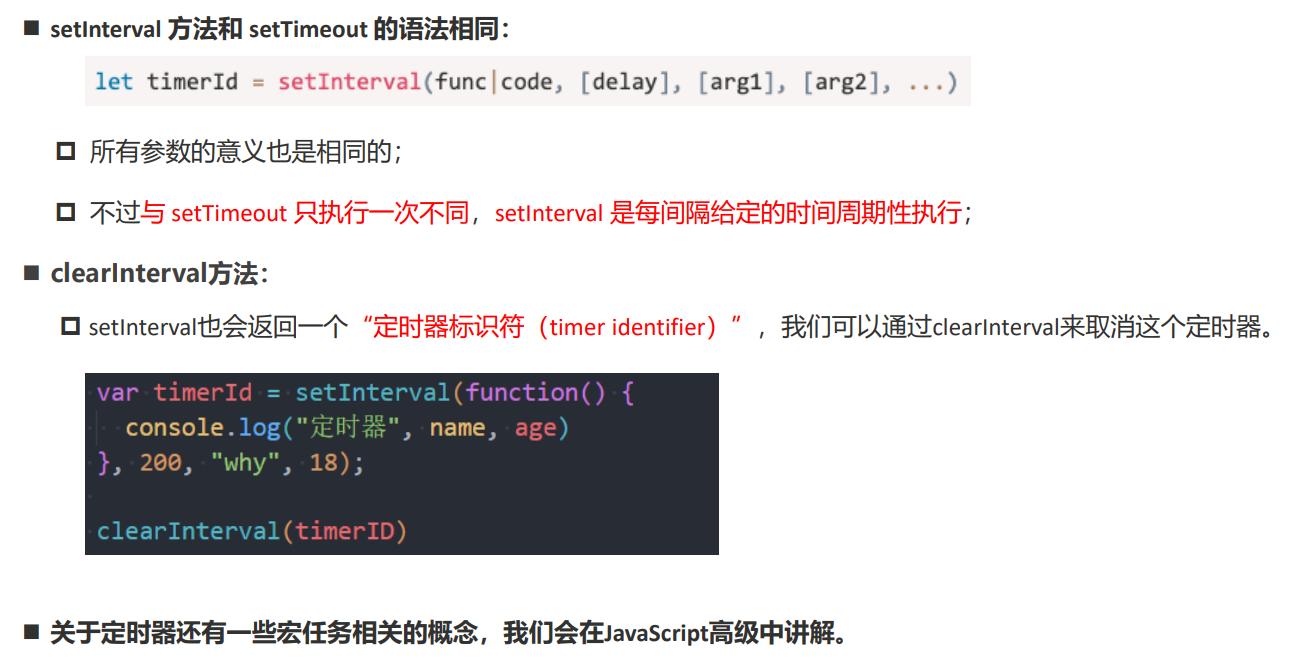 setInterval 方法和 setTimeout 的语法相同：
let timerId = setInterval(func|code, [delay], [arg1], [arg2], ...)
所有参数的意义也是相同的；
不过与 setTimeout 只执行一次不同，setInterval 是每间隔给定的时间周期性执行；
clearInterval方法：
setInterval也会返回一个“定时器标识符（timer identifier）”，我们可以通过clearInterval来取消这个定时器。
var timerId = setInterval(function() {
console.log("定时器", name, age)
}, 200, "why", 18);
clearInterval(timerID)
关于定时器还有一些宏任务相关的概念，我们会在JavaScript高级中讲解。